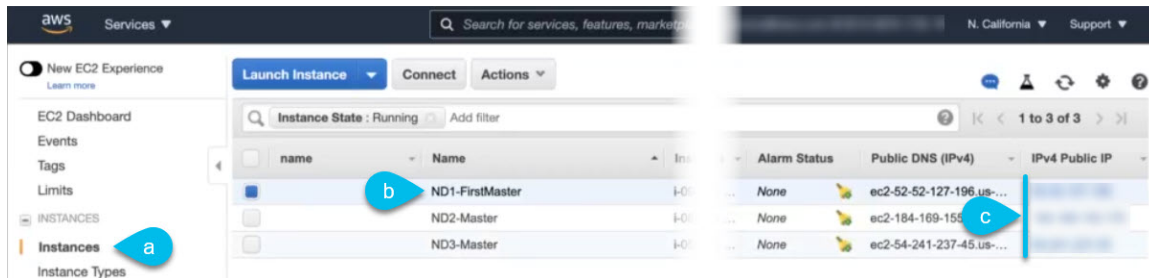 aws Services ▼ Search for services, features, N. California ▼ Support ▼
New EC2 Experience
Learn more
Launch Instance Connect Actions
EC2 Dashboard
Events
Tags
Limits
INSTANCES
Instances a
Instance Types
Instance State : Running Add filter 1 to 3 of 3
name Name Alarm Status Public DNS (IPv4) IPv4 Public IP
b ND1-FirstMaster None ec2-52-52-127-196.us-...
ND2-Master None ec2-184-169-155 c
ND3-Master None ec2-54-241-237-45.us-...